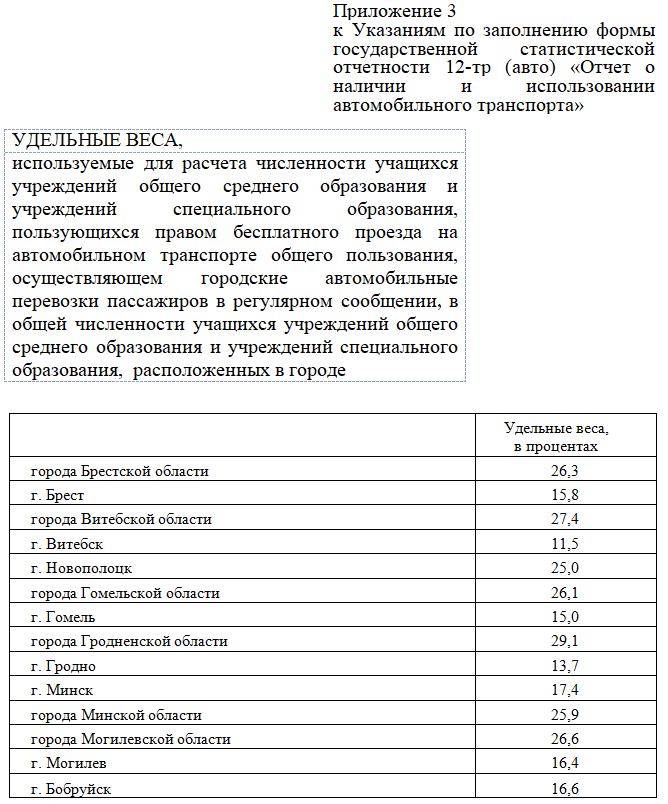 Приложение 3
к Указаниям по заполнению формы
государственной статистической
отчетности 12-тр (авто) «Отчет о
наличии и использовании
автомобильного транспорта»
УДЕЛЬНЫЕ ВЕСА,
используемые для расчета численности учащихся
учреждений общего среднего образования и
учреждений специального образования,
пользующихся правом бесплатного проезда на
автомобильном транспорте общего пользования,
осуществляющем городские автомобильные
перевозки пассажиров в регулярном сообщении, в
общей численности учащихся учреждений общего
среднего образования и учреждений специального
образования, расположенных в городе
Удельные веса,
в процентах
города Брестской области 26,3
г. Брест 15,8
города Витебской области 27,4
г. Витебск 11,5
г. Новополоцк 25,0
города Гомельской области 26,1
г. Гомель 15,0
города Гродненской области 29,1
г. Гродно 13,7
г. Минск 17,4
города Минской области 25,9
города Могилевской области 26,6
г. Могилев 16,4
г. Бобруйск 16,6